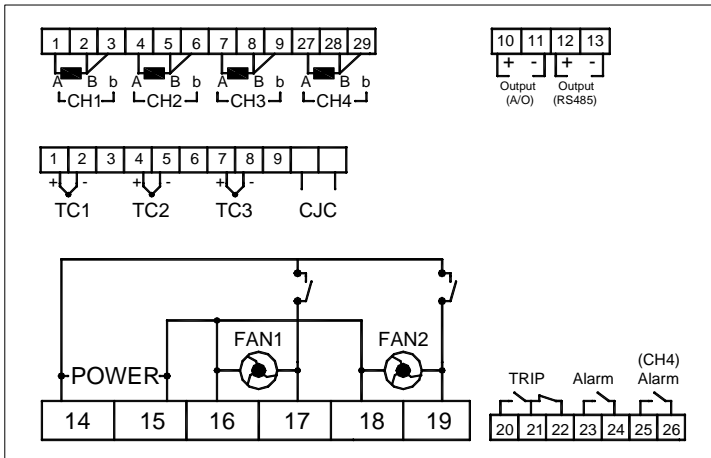 1 2 3 4 5 6 7 8 9 27 28 29
A B b A B b A B b A B b
CH1 CH2 CH3 CH4
10 11 12 13
+ - + -
Output Output
(A/O) (RS485)
1 2 3 4 5 6 7 8 9
+ - + - + -
TC1 TC2 TC3 CJC
FAN1 FAN2
POWER
14 15 16 17 18 19
(CH4)
TRIP Alarm Alarm
20 21 22 23 24 25 26